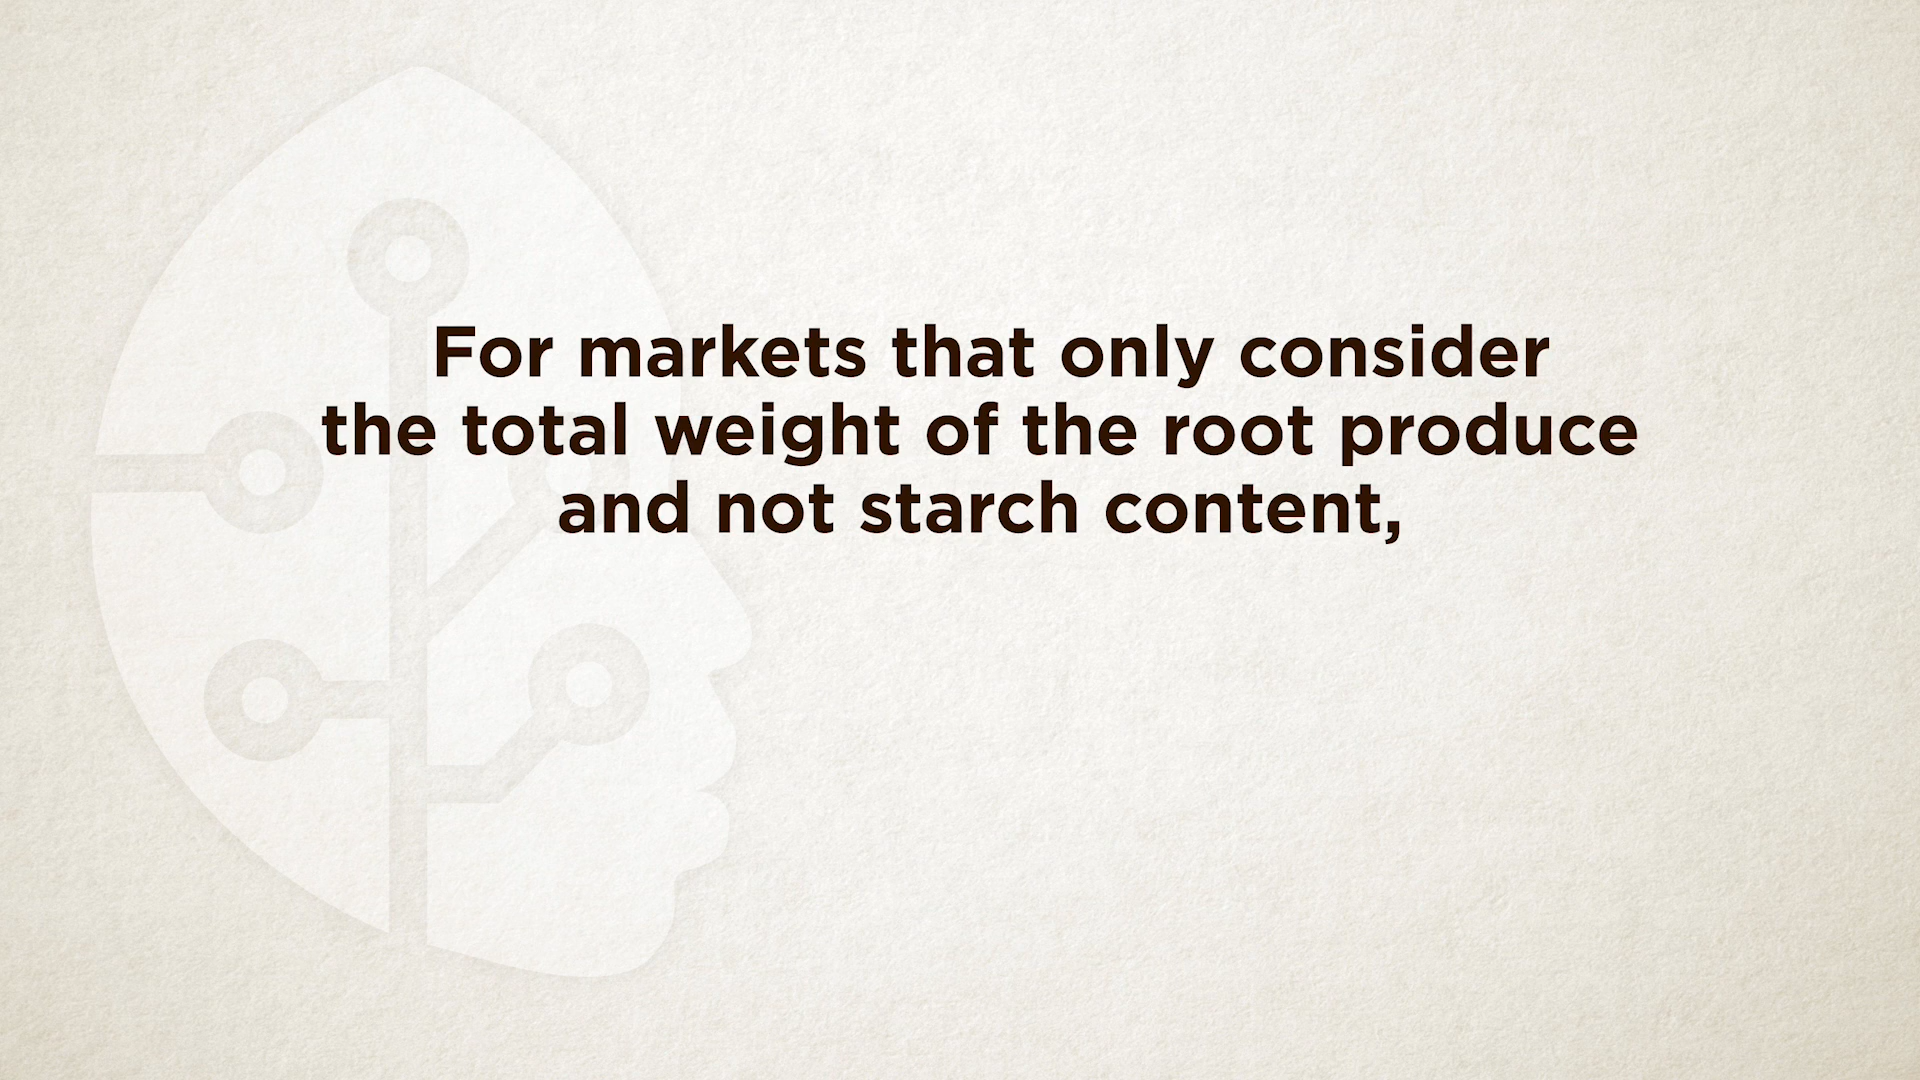 For markets that only consider
the total weight of the root produce
and not starch content,